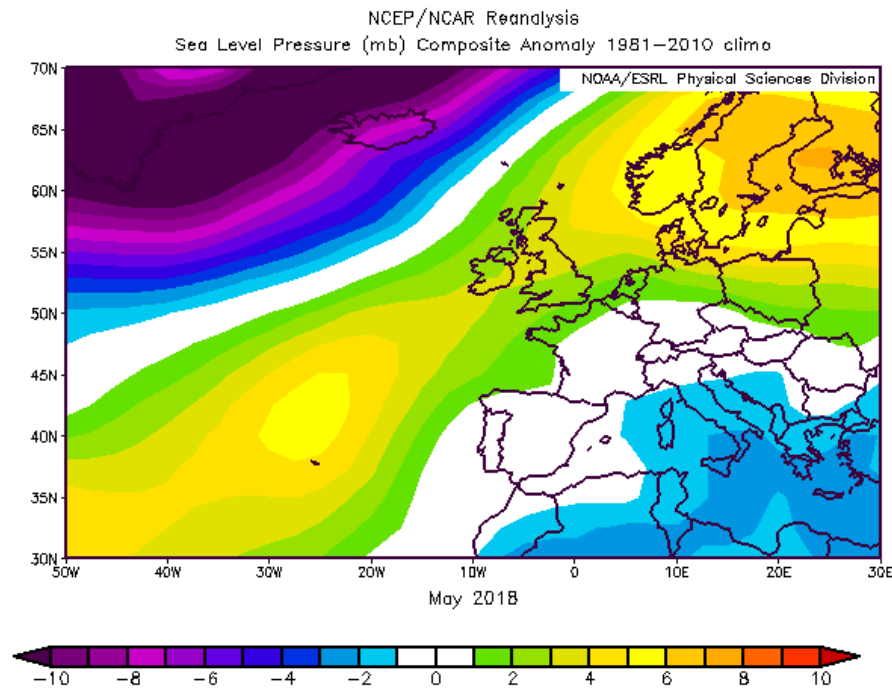 NCEP/NCAR Reanalysis
Sea Level Pressure (mb) Composite Anomaly 1981-2010 climo
NOAA/ESRL Physical Sciences Division
70N
65N
60N
55N
50N
45N
40N
35N
30N
50W 40W 30W 20W 10W 0 10E 20E 30E
May 2018
-10 -8 -6 -4 -2 0 2 4 6 8 10